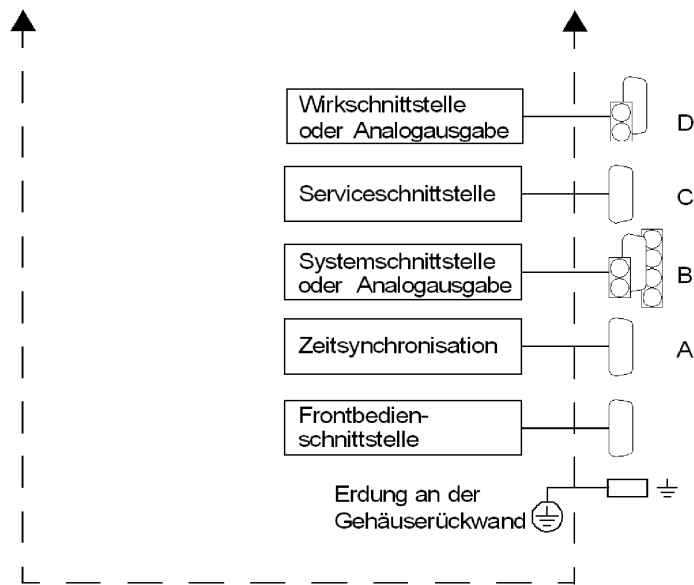 Wirkschnittstelle
oder Analogausgabe
D
Serviceschnittstelle
C
Systemschnittstelle
oder Analogausgabe
B
Zeitsynchronisation
A
Frontbedien-
schnittstelle
Erdung an der
Gehäuserückwand